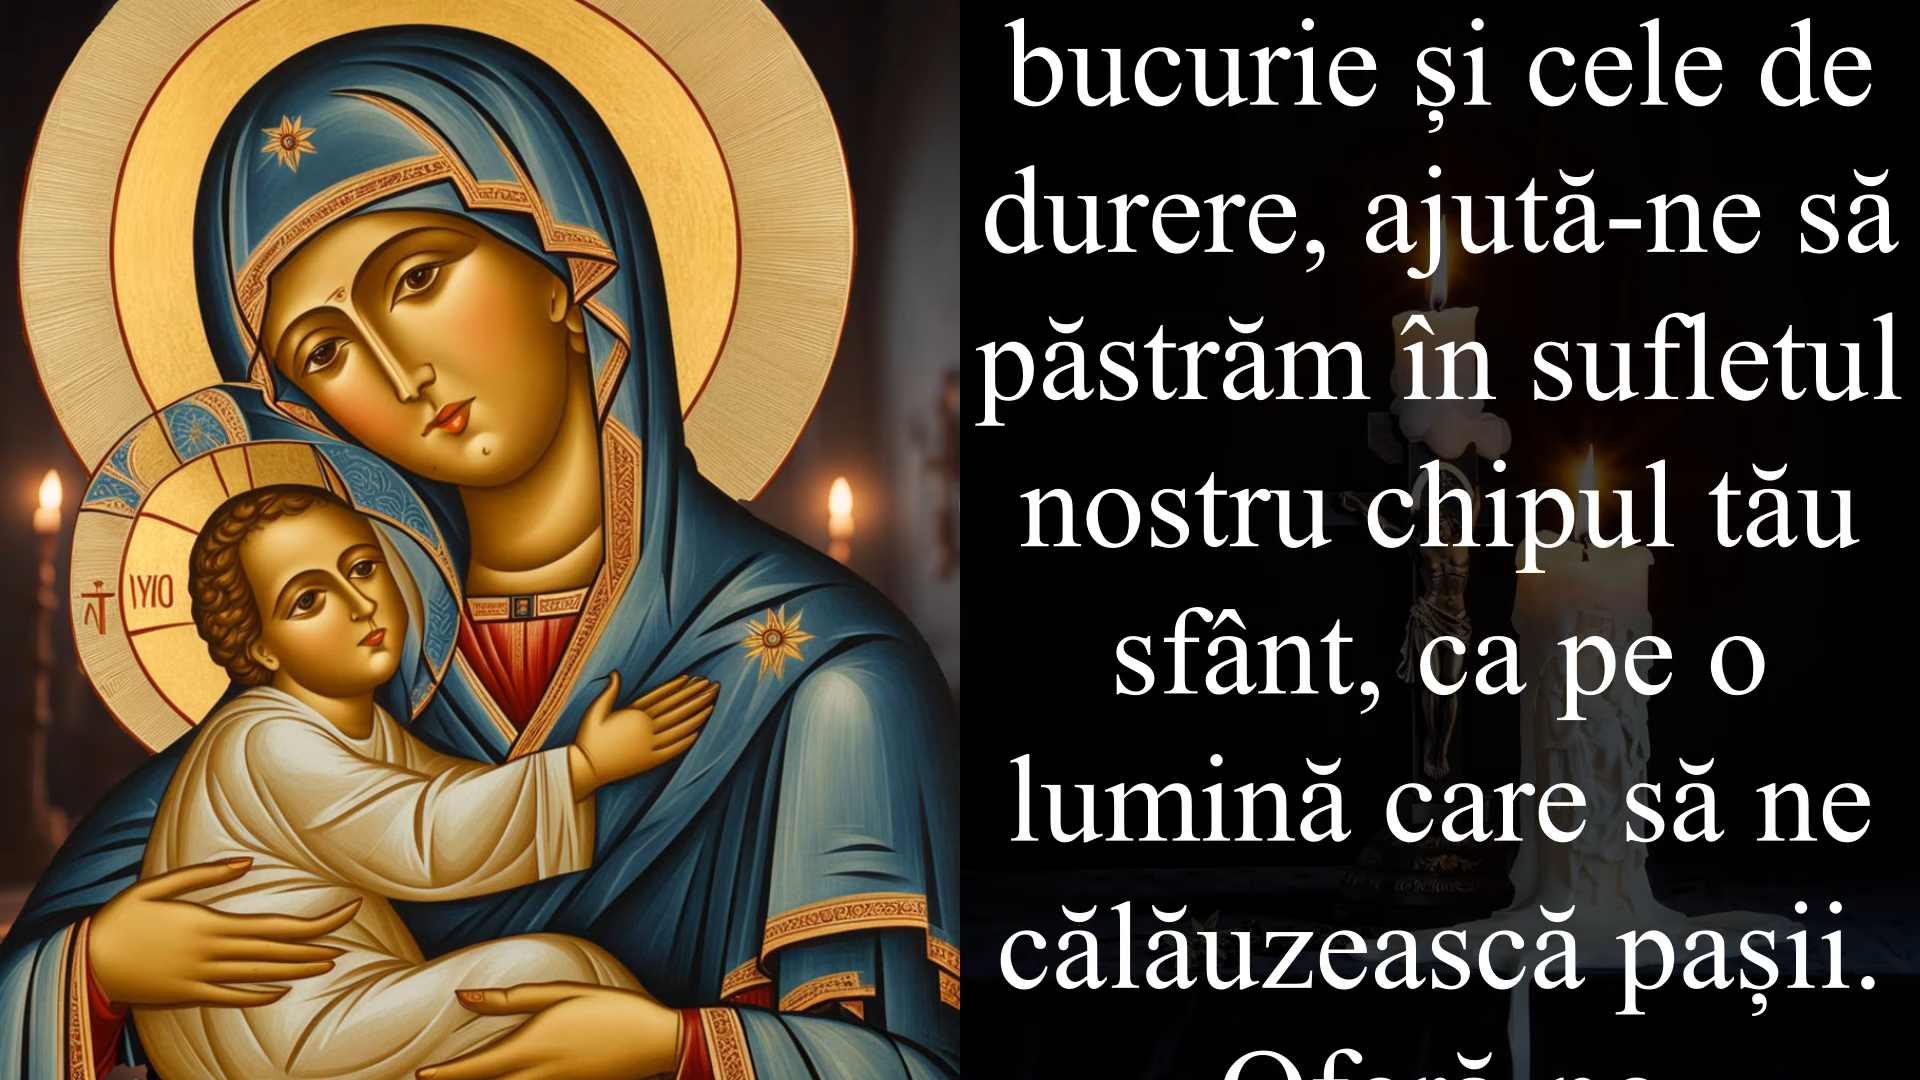 bucurie și cele de
durere, ajută-ne să
păstrăm în sufletul
nostru chipul tău
sfânt, ca pe o
lumină care să ne
călăuzească pașii.
IYIO